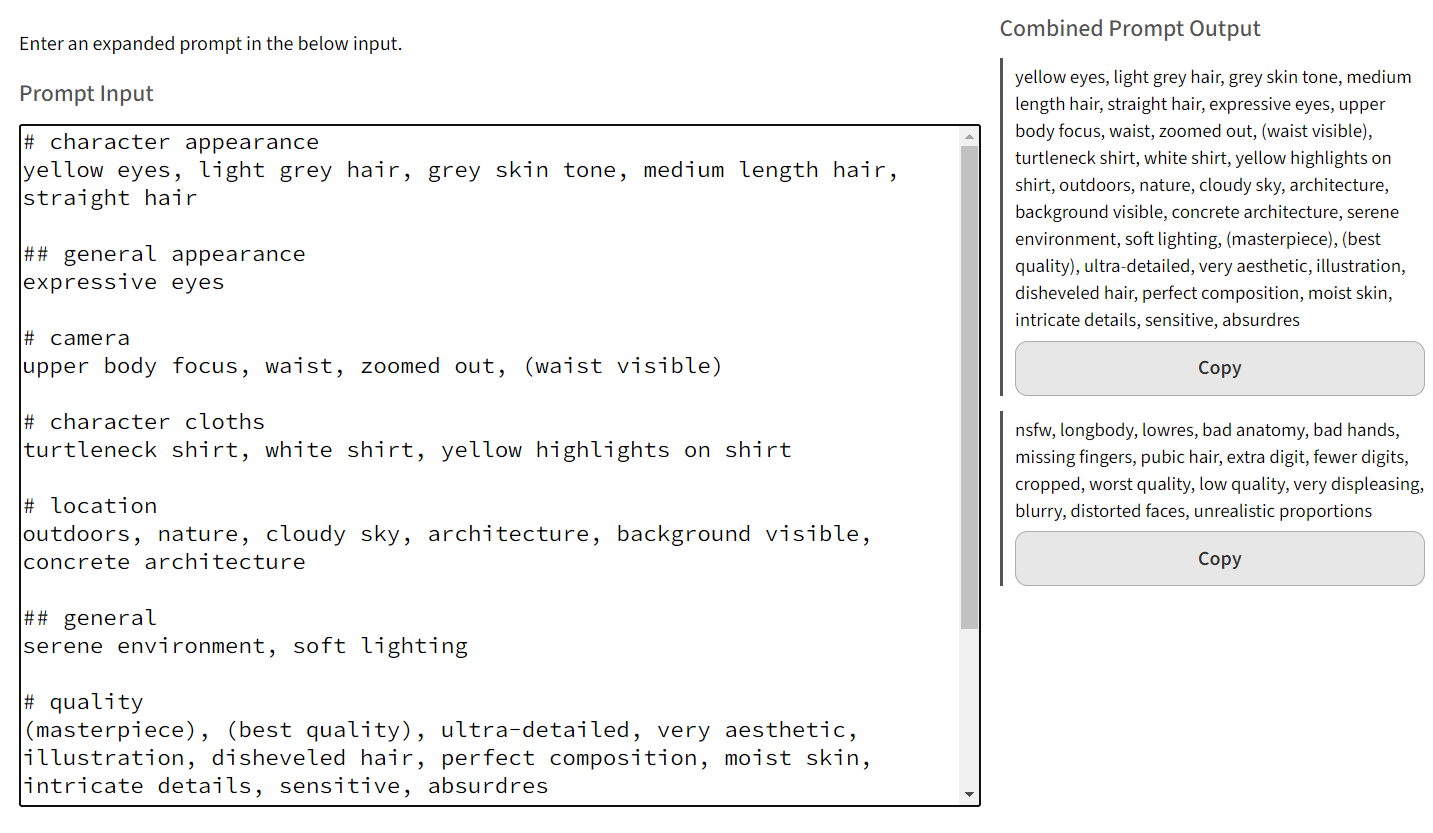 Enter an expanded prompt in the below input.
Prompt Input
# character appearance
yellow eyes, light grey hair, grey skin tone, medium length hair,
straight hair
## general appearance
expressive eyes
# camera
upper body focus, waist, zoomed out, (waist visible)
# character cloths
turtleneck shirt, white shirt, yellow highlights on shirt
# location
outdoors, nature, cloudy sky, architecture, background visible,
concrete architecture
## general
serene environment, soft lighting
# quality
(masterpiece), (best quality), ultra-detailed, very aesthetic,
illustration, disheveled hair, perfect composition, moist skin,
intricate details, sensitive, absurdres
Combined Prompt Output
yellow eyes, light grey hair, grey skin tone, medium
length hair, straight hair, expressive eyes, upper
body focus, waist, zoomed out, (waist visible),
turtleneck shirt, white shirt, yellow highlights on
shirt, outdoors, nature, cloudy sky, architecture,
background visible, concrete architecture, serene
environment, soft lighting, (masterpiece), (best
quality), ultra-detailed, very aesthetic, illustration,
disheveled hair, perfect composition, moist skin,
intricate details, sensitive, absurdres
Copy
nsfw, longbody, lowres, bad anatomy, bad hands,
missing fingers, pubic hair, extra digit, fewer digits,
cropped, worst quality, low quality, very displeasing,
blurry, distorted faces, unrealistic proportions
Copy